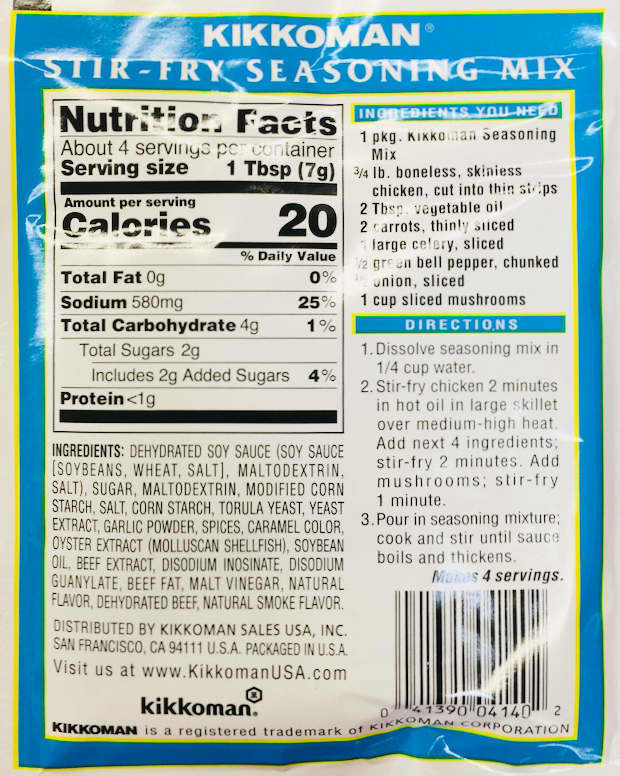 KIKKOMAN®
STIR-FRY SEASONING MIX
Nutrition Facts
About 4 servings per container
Serving size 1 Tbsp (7g)
Amount per serving
Calories 20
% Daily Value
Total Fat 0g 0%
Sodium 580mg 25%
Total Carbohydrate 4g 1%
Total Sugars 2g
Includes 2g Added Sugars 4%
Protein <1g
INGREDIENTS: DEHYDRATED SOY SAUCE (SOY SAUCE
[SOYBEANS, WHEAT, SALT], MALTODEXTRIN,
SALT), SUGAR, MALTODEXTRIN, MODIFIED CORN
STARCH, SALT, CORN STARCH, TORULA YEAST, YEAST
EXTRACT, GARLIC POWDER, SPICES, CARAMEL COLOR,
OYSTER EXTRACT (MOLLUSCAN SHELLFISH), SOYBEAN
OIL, BEEF EXTRACT, DISODIUM INOSINATE, DISODIUM
GUANYLATE, BEEF FAT, MALT VINEGAR, NATURAL
FLAVOR, DEHYDRATED BEEF, NATURAL SMOKE FLAVOR.
DISTRIBUTED BY KIKKOMAN SALES USA, INC.
SAN FRANCISCO, CA 94111 U.S.A. PACKAGED IN U.S.A.
Visit us at www.KikkomanUSA.com
kikkoman®
INGREDIENTS YOU NEED
1 pkg. Kikkoman Seasoning
Mix
3/4 lb. boneless, skinless
chicken, cut into thin strips
2 Tbsp. vegetable oil
2 carrots, thinly sliced
1 large celery, sliced
1/2 green bell pepper, chunked
1/2 onion, sliced
1 cup sliced mushrooms
DIRECTIONS
1. Dissolve seasoning mix in
1/4 cup water.
2. Stir-fry chicken 2 minutes
in hot oil in large skillet
over medium-high heat.
Add next 4 ingredients;
stir-fry 2 minutes. Add
mushrooms; stir-fry
1 minute.
3. Pour in seasoning mixture;
cook and stir until sauce
boils and thickens.
Makes 4 servings.
0 41390 04140 2
KIKKOMAN is a registered trademark of KIKKOMAN CORPORATION